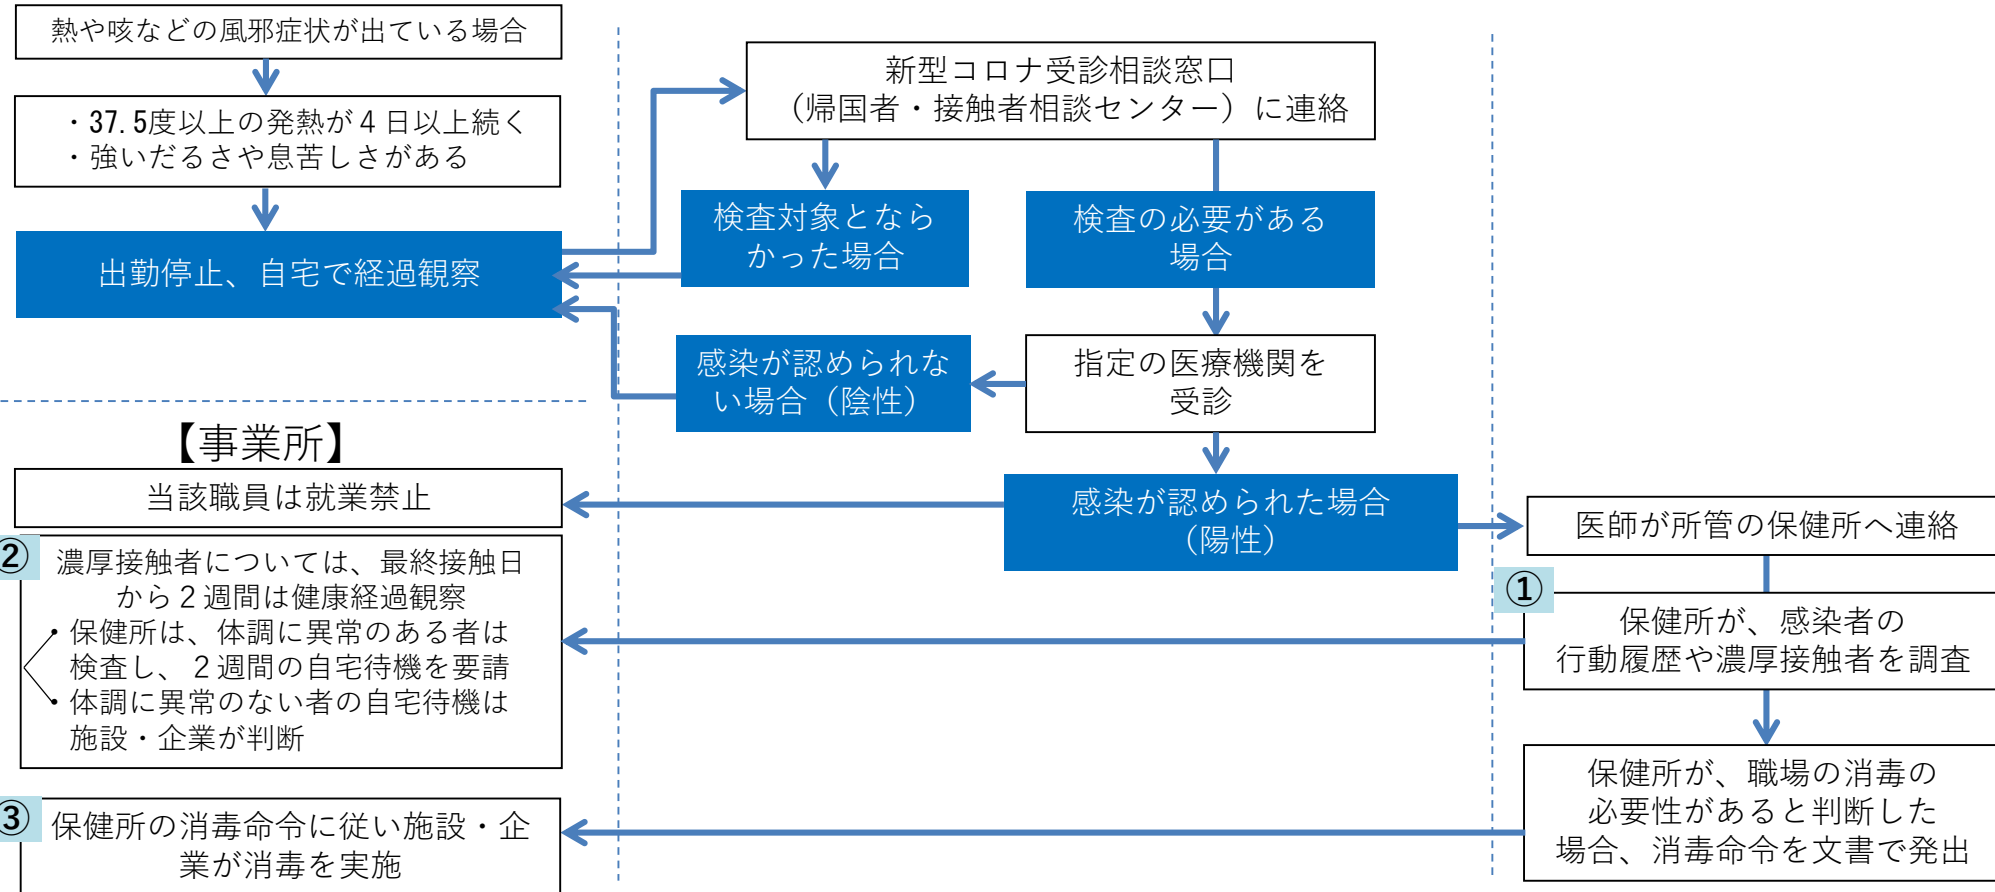 熱や咳などの風邪症状が出ている場合
・37.5度以上の発熱が４日以上続く
・強いだるさや息苦しさがある
出勤停止、自宅で経過観察
新型コロナ受診相談窓口
（帰国者・接触者相談センター）に連絡
検査対象となら
かった場合
検査の必要がある
場合
感染が認められな
い場合（陰性）
指定の医療機関を
受診
感染が認められた場合
（陽性）
【事業所】
当該職員は就業禁止
②
濃厚接触者については、最終接触日
から２週間は健康経過観察
・保健所は、体調に異常のある者は
検査し、２週間の自宅待機を要請
・体調に異常のない者の自宅待機は
施設・企業が判断
③
保健所の消毒命令に従い施設・企
業が消毒を実施
医師が所管の保健所へ連絡
①
保健所が、感染者の
行動履歴や濃厚接触者を調査
保健所が、職場の消毒の
必要性があると判断した
場合、消毒命令を文書で発出